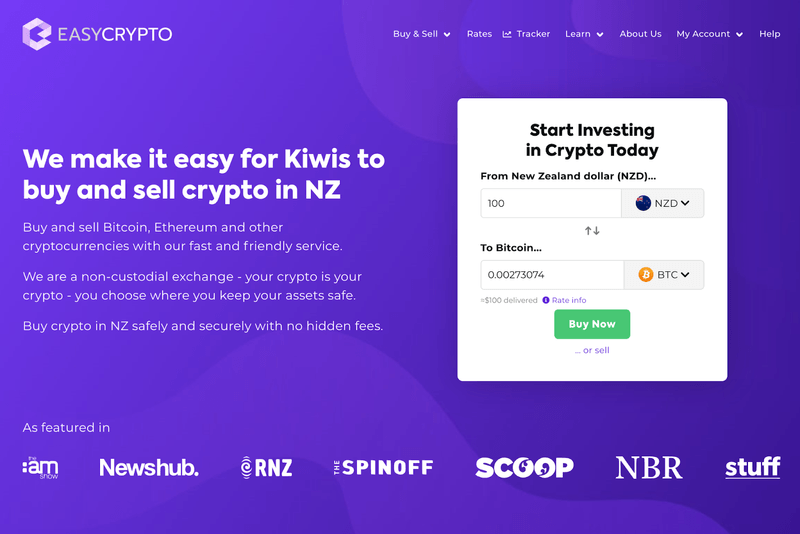 EASYCRYPTO
Buy & Sell
Rates
Tracker
Learn
About Us
My Account
Help
We make it easy for Kiwis to
buy and sell crypto in NZ
Buy and sell Bitcoin, Ethereum and other
cryptocurrencies with our fast and friendly service.
We are a non-custodial exchange - your crypto is your
crypto - you choose where you keep your assets safe.
Buy crypto in NZ safely and securely with no hidden fees.
Start Investing
in Crypto Today
From New Zealand dollar (NZD)...
100
NZD
To Bitcoin...
0.00273074
BTC
≈$100 delivered
Rate info
Buy Now
... or sell
As featured in
the
:am
show
Newshub.
RNZ
THE SPINOFF
SCOOP
NBR
stuff